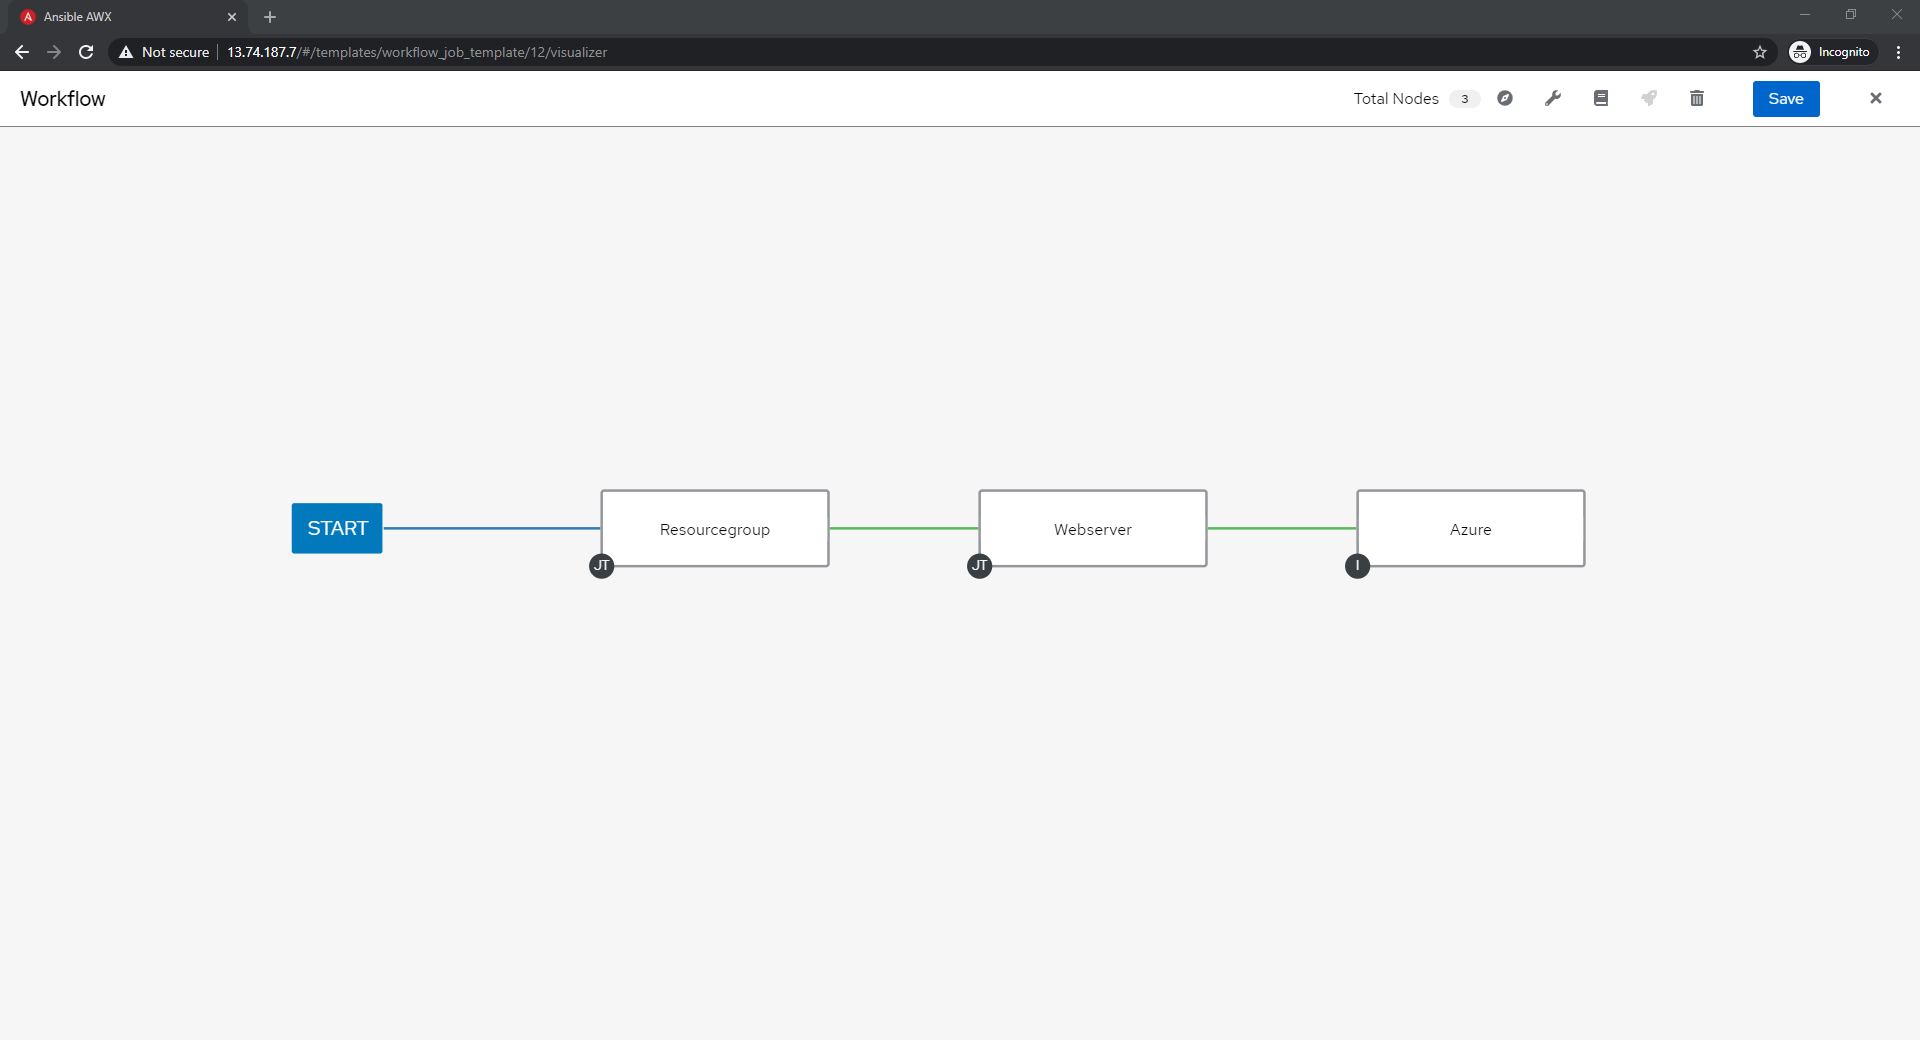 Ansible AWX
Not secure 13.74.187.7/#/templates/workflow_job_template/12/visualizer Incognito
Workflow Total Nodes 3 Save
START Resourcegroup Webserver Azure
JT JT I